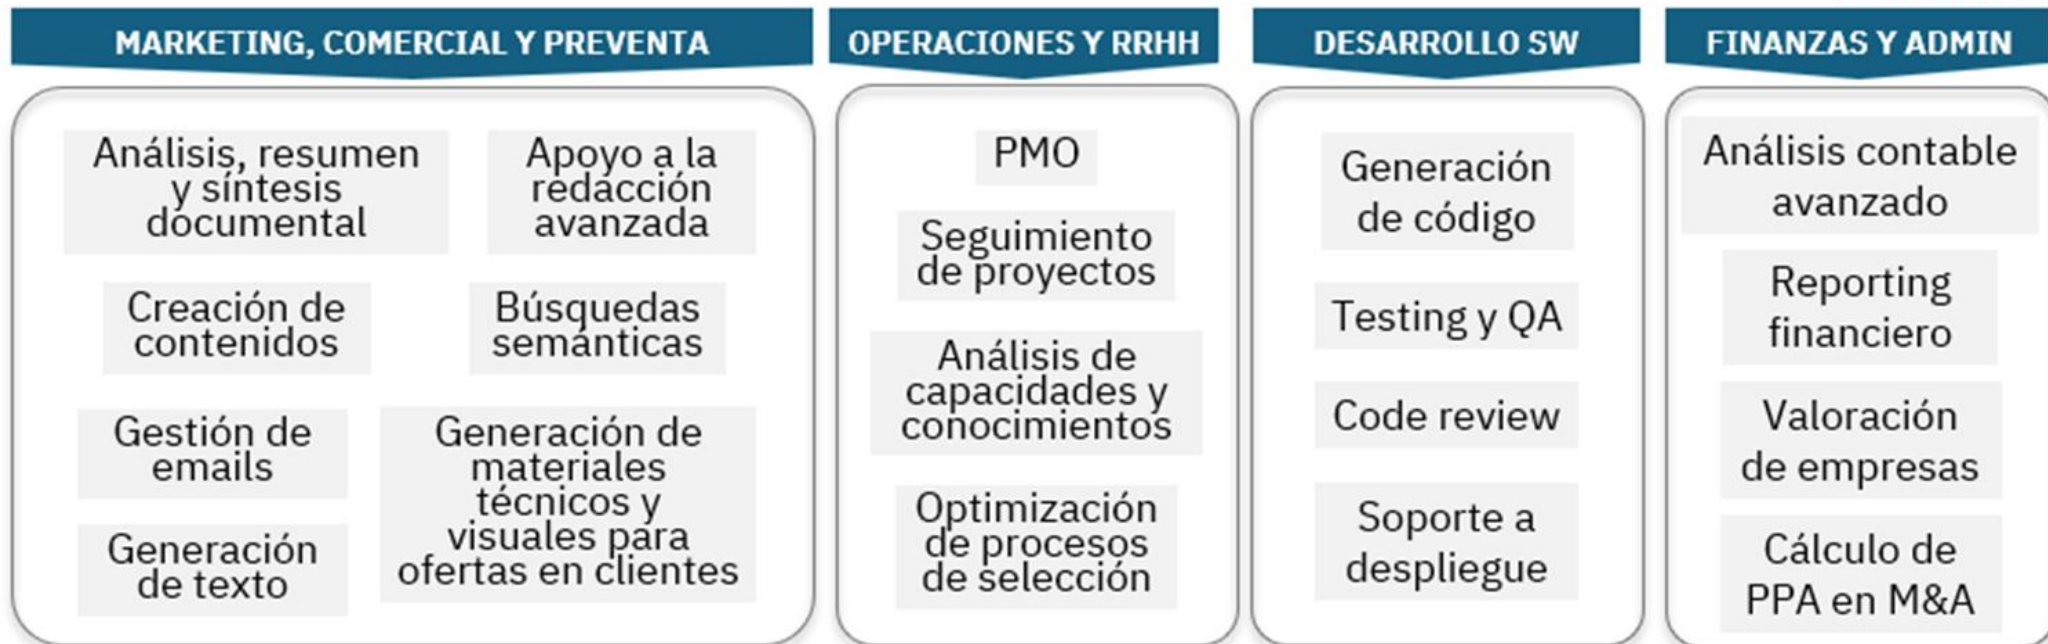 MARKETING, COMERCIAL Y PREVENTA
Análisis, resumen
y síntesis
documental
Apoyo a la
redacción
avanzada
Creación de
contenidos
Búsquedas
semánticas
Gestión de
emails
Generación de
materiales
técnicos y
visuales para
ofertas en clientes
Generación
de texto
OPERACIONES Y RRHH
PMO
Seguimiento
de proyectos
Análisis de
capacidades y
conocimientos
Optimización
de procesos
de selección
DESARROLLO SW
Generación
de código
Testing y QA
Code review
Soporte a
despliegue
FINANZAS Y ADMIN
Análisis contable
avanzado
Reporting
financiero
Valoración
de empresas
Cálculo de
PPA en M&A